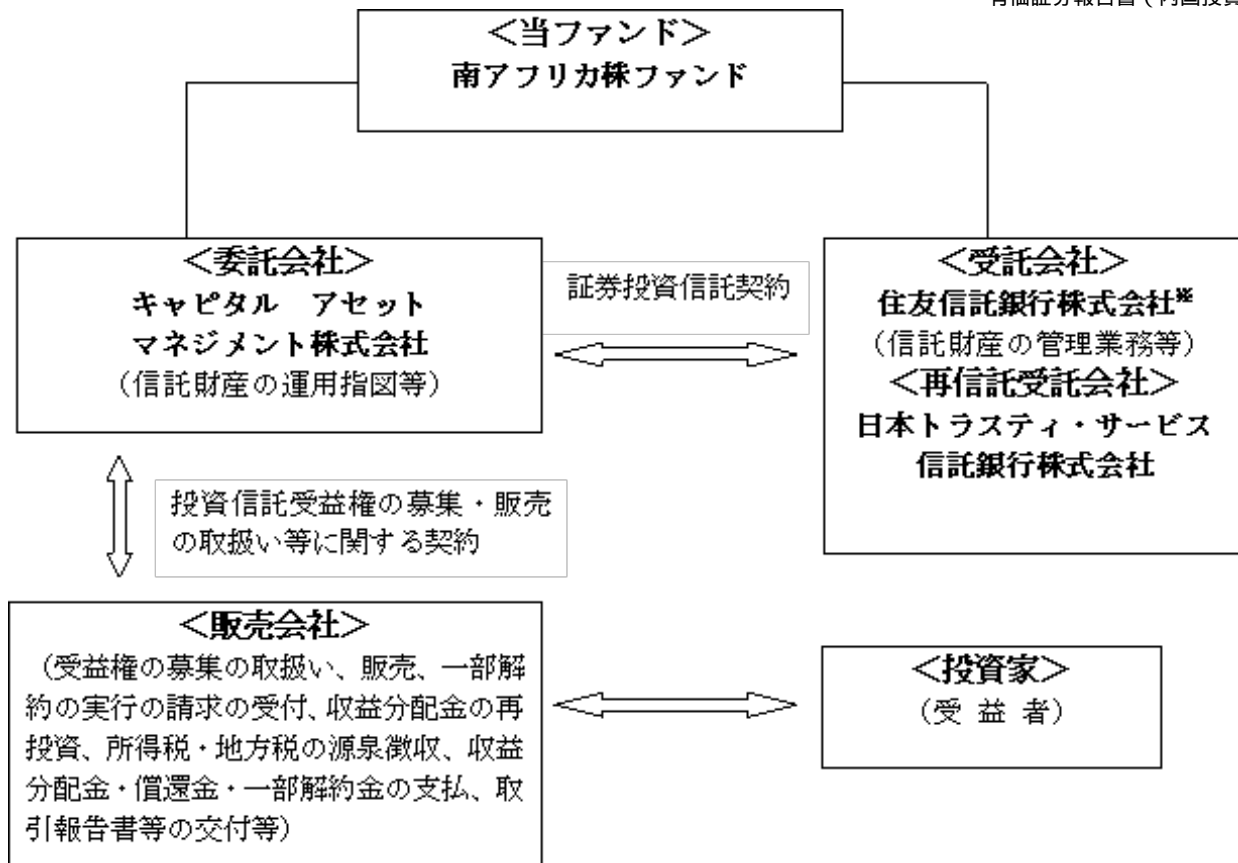 ＜当ファンド＞
南アフリカ株ファンド
＜委託会社＞
キャピタル　アセット
マネジメント株式会社
（信託財産の運用指図等）
証券投資信託契約
＜受託会社＞
住友信託銀行株式会社※
（信託財産の管理業務等）
＜再信託受託会社＞
日本トラスティ・サービス
信託銀行株式会社
投資信託受益権の募集・販売
の取扱い等に関する契約
＜販売会社＞
（受益権の募集の取扱い、販売、一部解
約の実行の請求の受付、収益分配金の再
投資、所得税・地方税の源泉徴収、収益
分配金・償還金・一部解約金の支払、取
引報告書等の交付等）
＜投資家＞
（受 益 者）